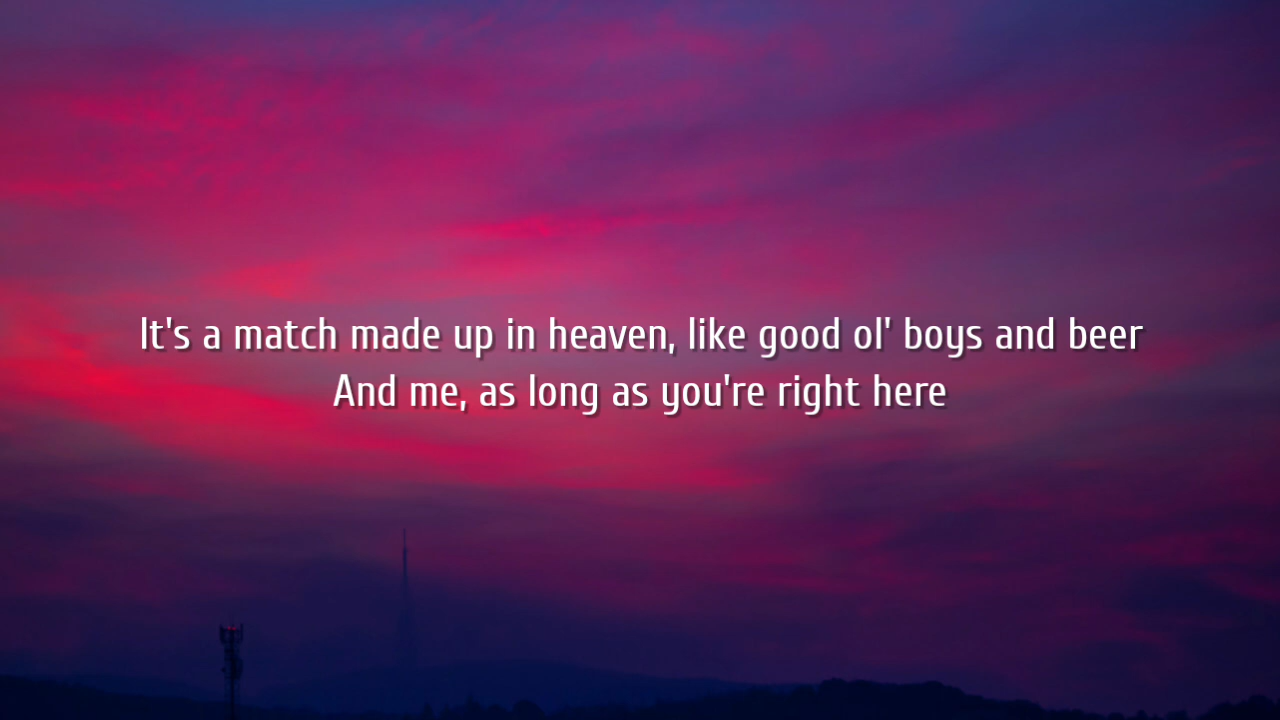 It's a match made up in heaven, like good ol' boys and beer
And me, as long as you're right here